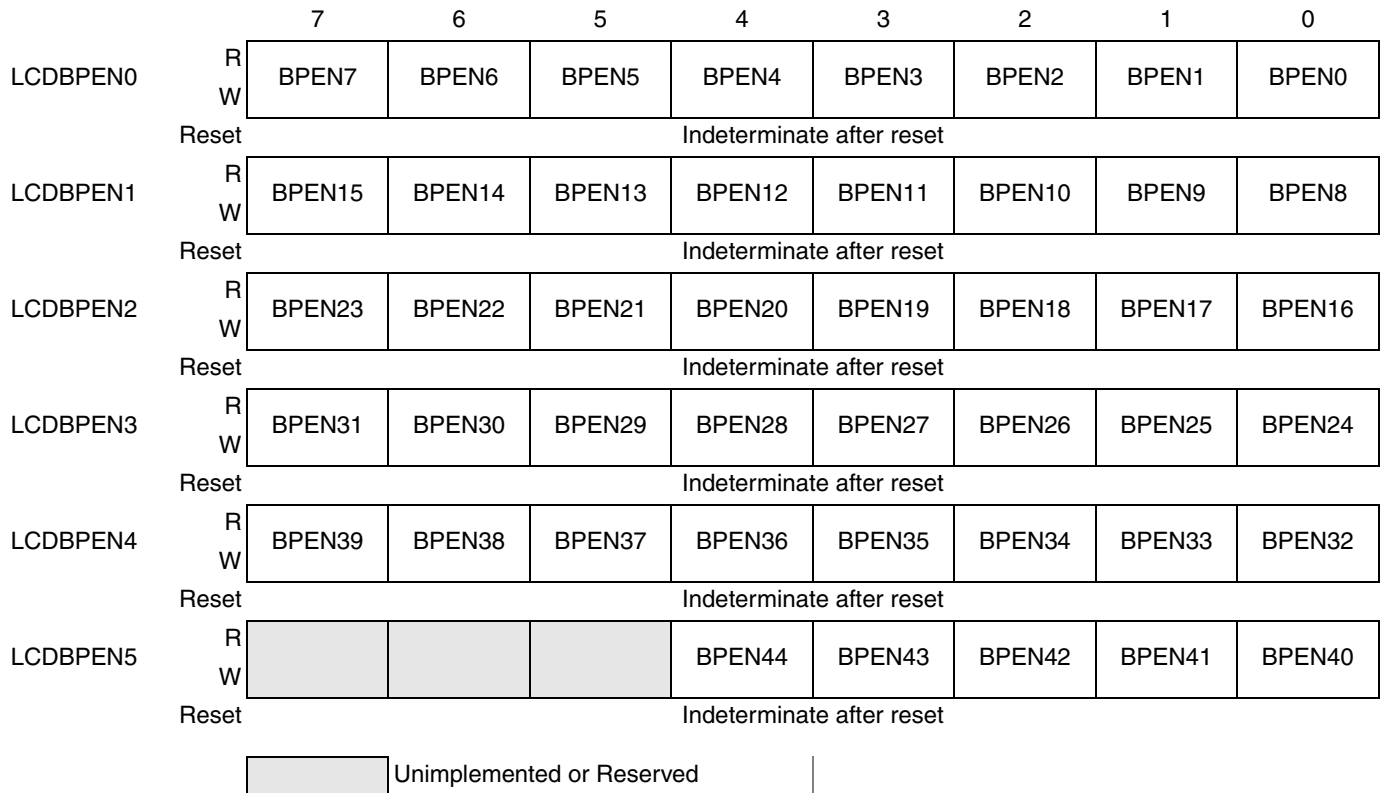 7 6 5 4 3 2 1 0
LCDBPEN0 R W BPEN7 BPEN6 BPEN5 BPEN4 BPEN3 BPEN2 BPEN1 BPEN0
Reset Indeterminate after reset
LCDBPEN1 R W BPEN15 BPEN14 BPEN13 BPEN12 BPEN11 BPEN10 BPEN9 BPEN8
Reset Indeterminate after reset
LCDBPEN2 R W BPEN23 BPEN22 BPEN21 BPEN20 BPEN19 BPEN18 BPEN17 BPEN16
Reset Indeterminate after reset
LCDBPEN3 R W BPEN31 BPEN30 BPEN29 BPEN28 BPEN27 BPEN26 BPEN25 BPEN24
Reset Indeterminate after reset
LCDBPEN4 R W BPEN39 BPEN38 BPEN37 BPEN36 BPEN35 BPEN34 BPEN33 BPEN32
Reset Indeterminate after reset
LCDBPEN5 R W BPEN44 BPEN43 BPEN42 BPEN41 BPEN40
Reset Indeterminate after reset
Unimplemented or Reserved